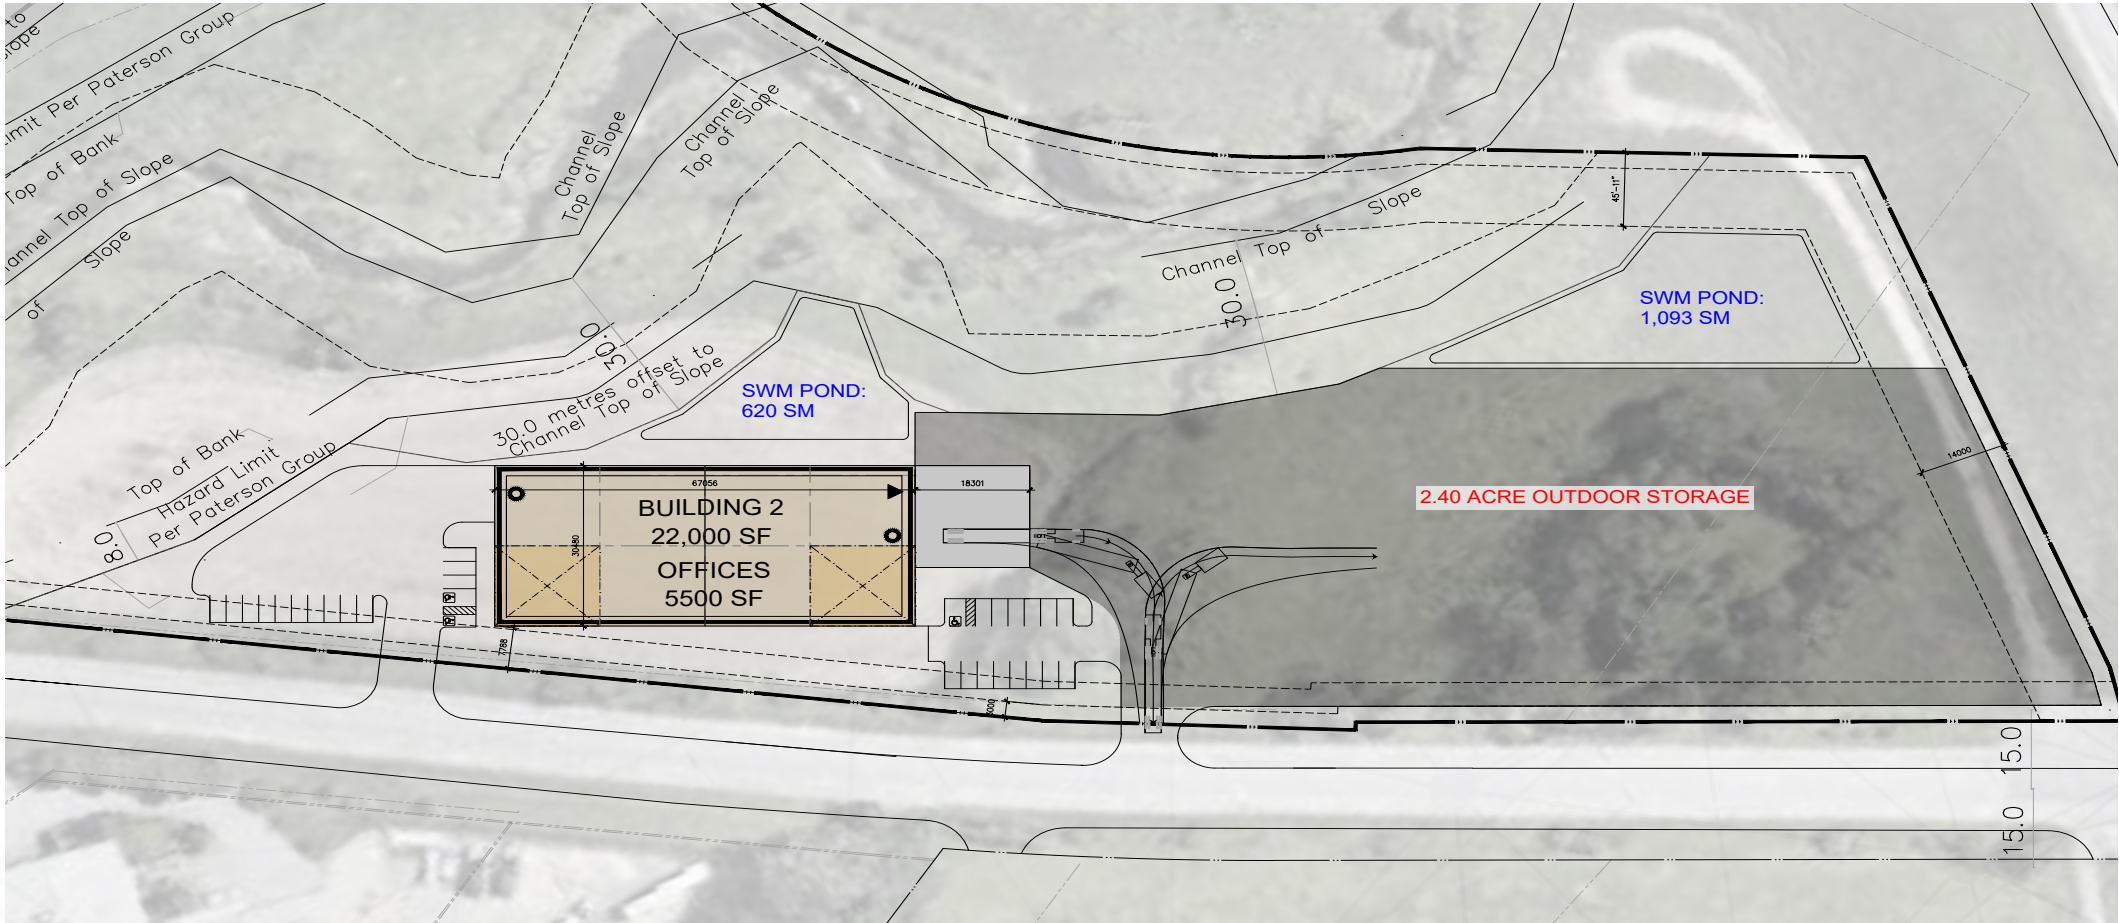 to
Slope
Limit Per Paterson Group
Top of Bank
Channel Top of Slope
Slope
of
Channel
Top of Slope
Channel
Top of Slope
Channel Top of
Slope
30.0
45'-11"
SWM POND:
1,093 SM
30.0
30.0 metres offset to
Channel Top of Slope
SWM POND:
620 SM
Top of Bank
Hazard Limit
Per Paterson Group
8.0
67056
18301
30480
BUILDING 2
22,000 SF
OFFICES
5500 SF
2.40 ACRE OUTDOOR STORAGE
14000
7788
15.0
15.0